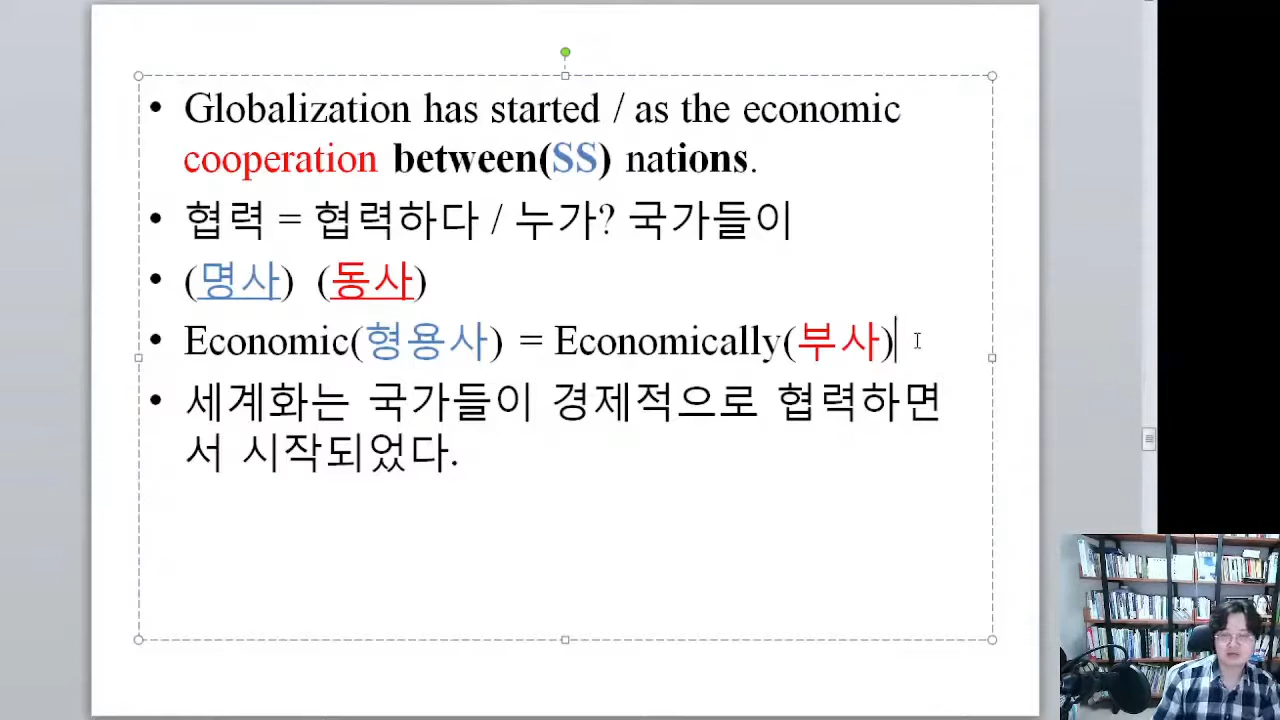 • Globalization has started / as the economic
cooperation between(SS) nations.
• 협력 = 협력하다 / 누가? 국가들이
• (명사) (동사)
• Economic(형용사) = Economically(부사)
• 세계화는 국가들이 경제적으로 협력하면
서 시작되었다.